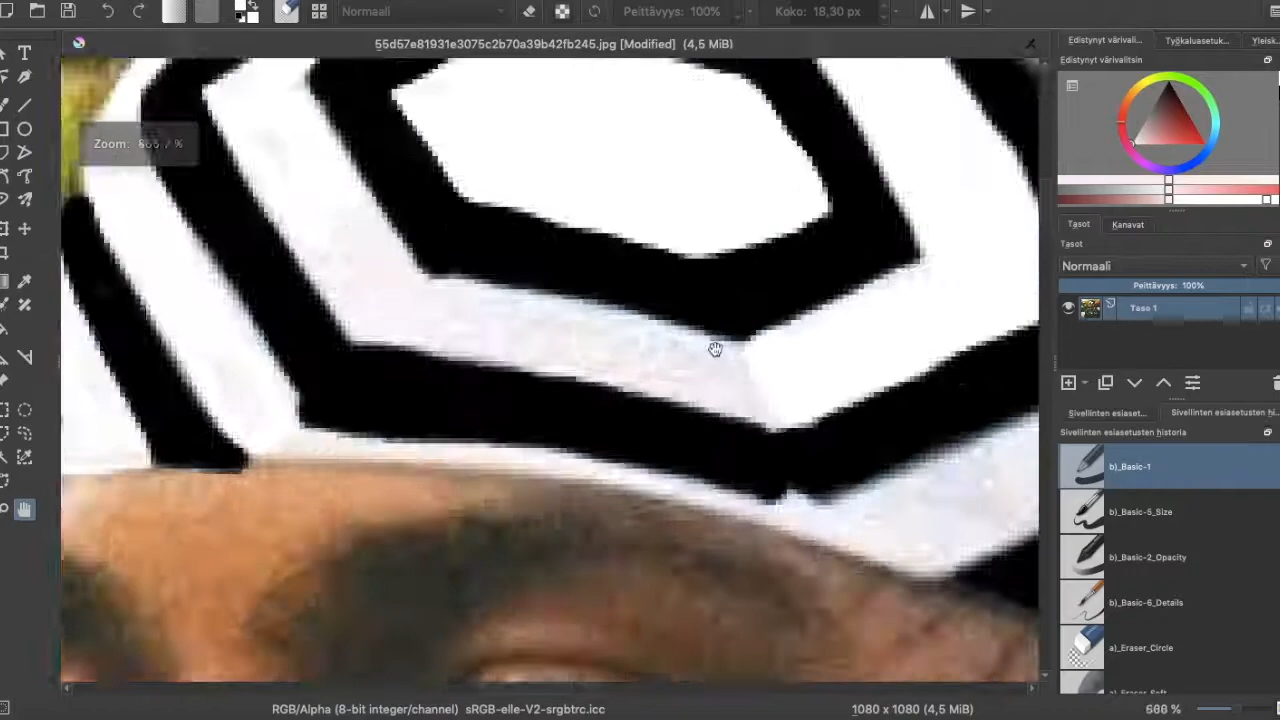 Normaali
Peittävyys: 100%
Koko: 18,30 px
55d57e81931e3075c2b70a39b42fb245.jpg [Modified] (4,5 MiB)
Edistynyt värivali...
Työkaluasetuk...
Yleisk
Edistynyt värivalitsin
Zoom: % 
Tasot
Kanavat
Tasot
Normaali
Peittävyys: 100%
Taso 1
Sivellinten esiaset...
Sivellinten esiasetusten hi...
Sivellinten esiasetusten historia
b)_Basic-1
b)_Basic-5_Size
b)_Basic-2_Opacity
b)_Basic-6_Details
a)_Eraser_Circle
a)_Eraser_Soft
RGB/Alpha (8-bit integer/channel) sRGB-elle-V2-srgbtrc.icc
1080 x 1080 (4,5 MiB)